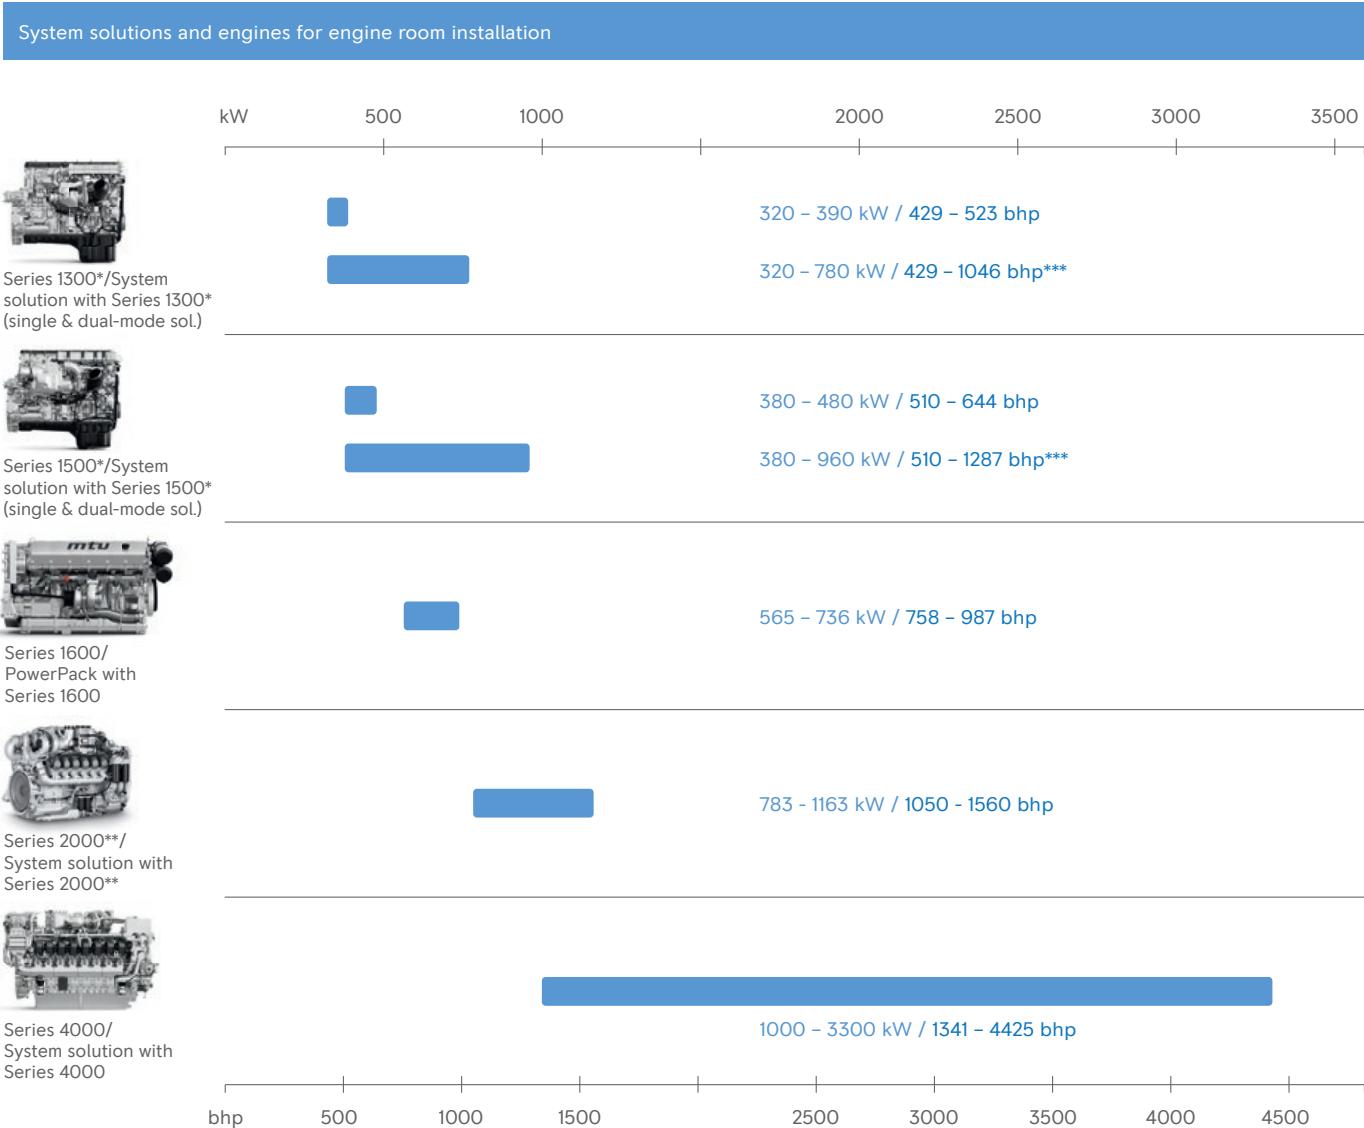 System solutions and engines for engine room installation
kW 500 1000 2000 2500 3000 3500
320 – 390 kW / 429 – 523 bhp
320 – 780 kW / 429 – 1046 bhp***
Series 1300*/System
solution with Series 1300*
(single & dual-mode sol.)
380 – 480 kW / 510 – 644 bhp
380 – 960 kW / 510 – 1287 bhp***
Series 1500*/System
solution with Series 1500*
(single & dual-mode sol.)
mtu
565 – 736 kW / 758 – 987 bhp
Series 1600/
PowerPack with
Series 1600
783 - 1163 kW / 1050 - 1560 bhp
Series 2000**/
System solution with
Series 2000**
1000 – 3300 kW / 1341 – 4425 bhp
Series 4000/
System solution with
Series 4000
bhp 500 1000 1500 2500 3000 3500 4000 4500